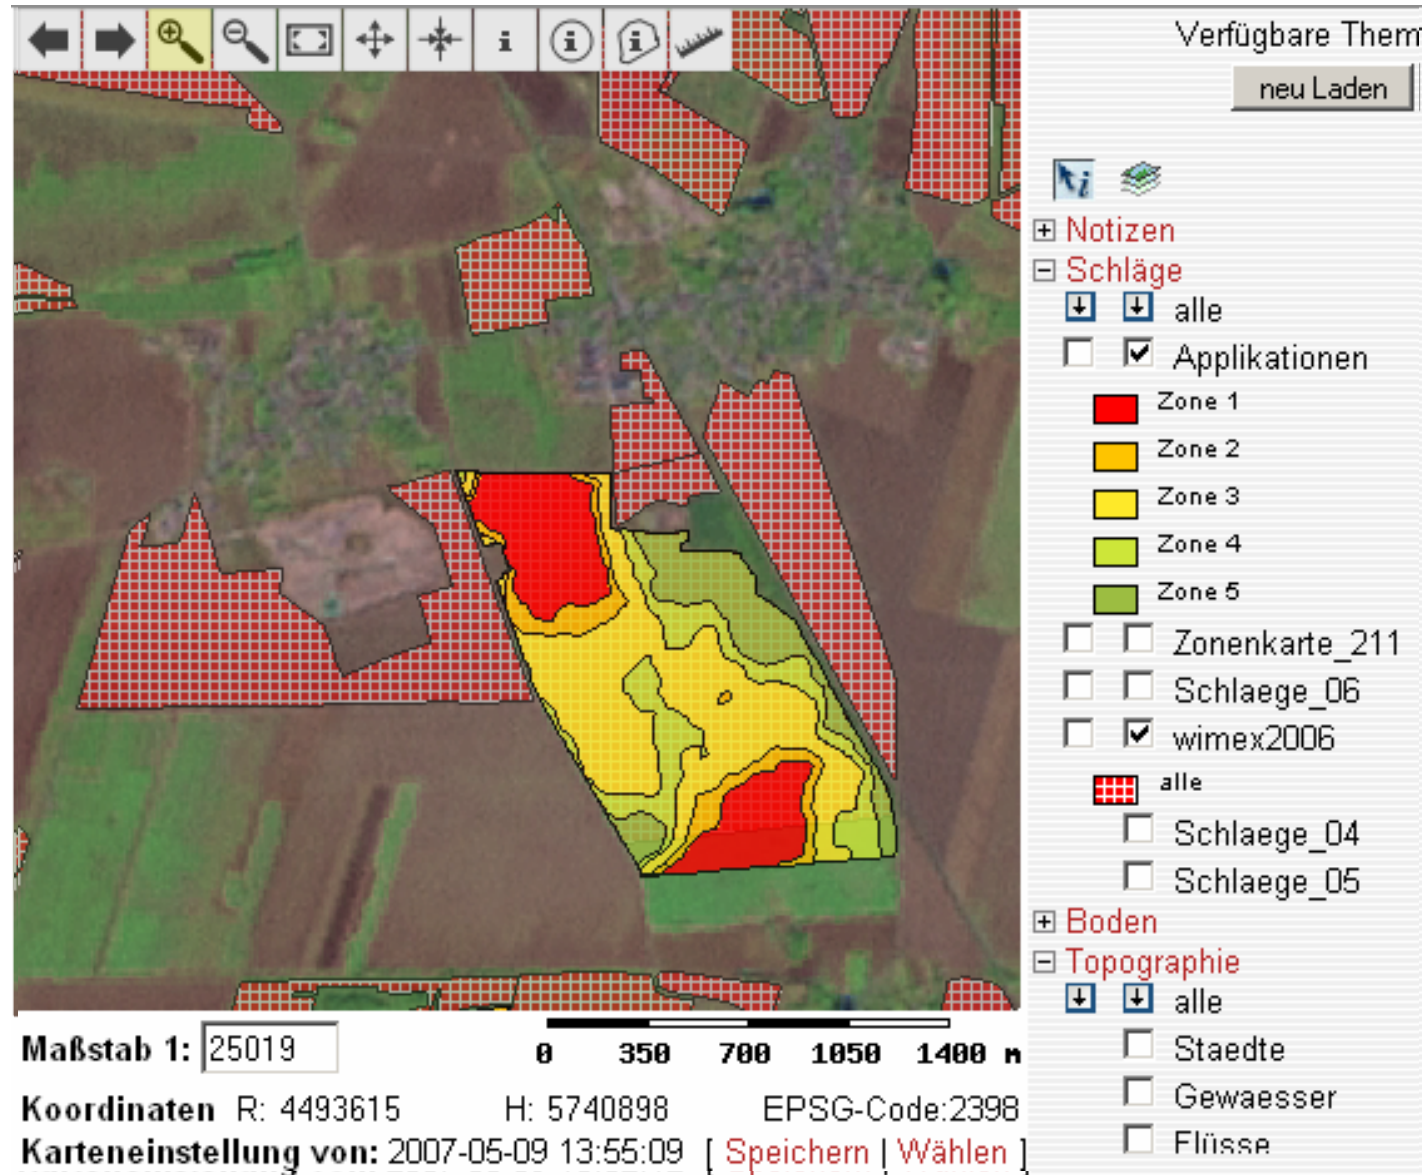 Verfügbare Them
neu Laden
Notizen
Schläge
alle
Applikationen
Zone 1
Zone 2
Zone 3
Zone 4
Zone 5
Zonenkarte_211
Schlaege_06
wimex2006
alle
Schlaege_04
Schlaege_05
Boden
Topographie
alle
Staedte
Gewaesser
Flüsse
Maßstab 1: 25019
0 350 700 1050 1400 m
Koordinaten R: 4493615 H: 5740898 EPSG-Code:2398
Karteneinstellung von: 2007-05-09 13:55:09 [ Speichern | Wählen ]